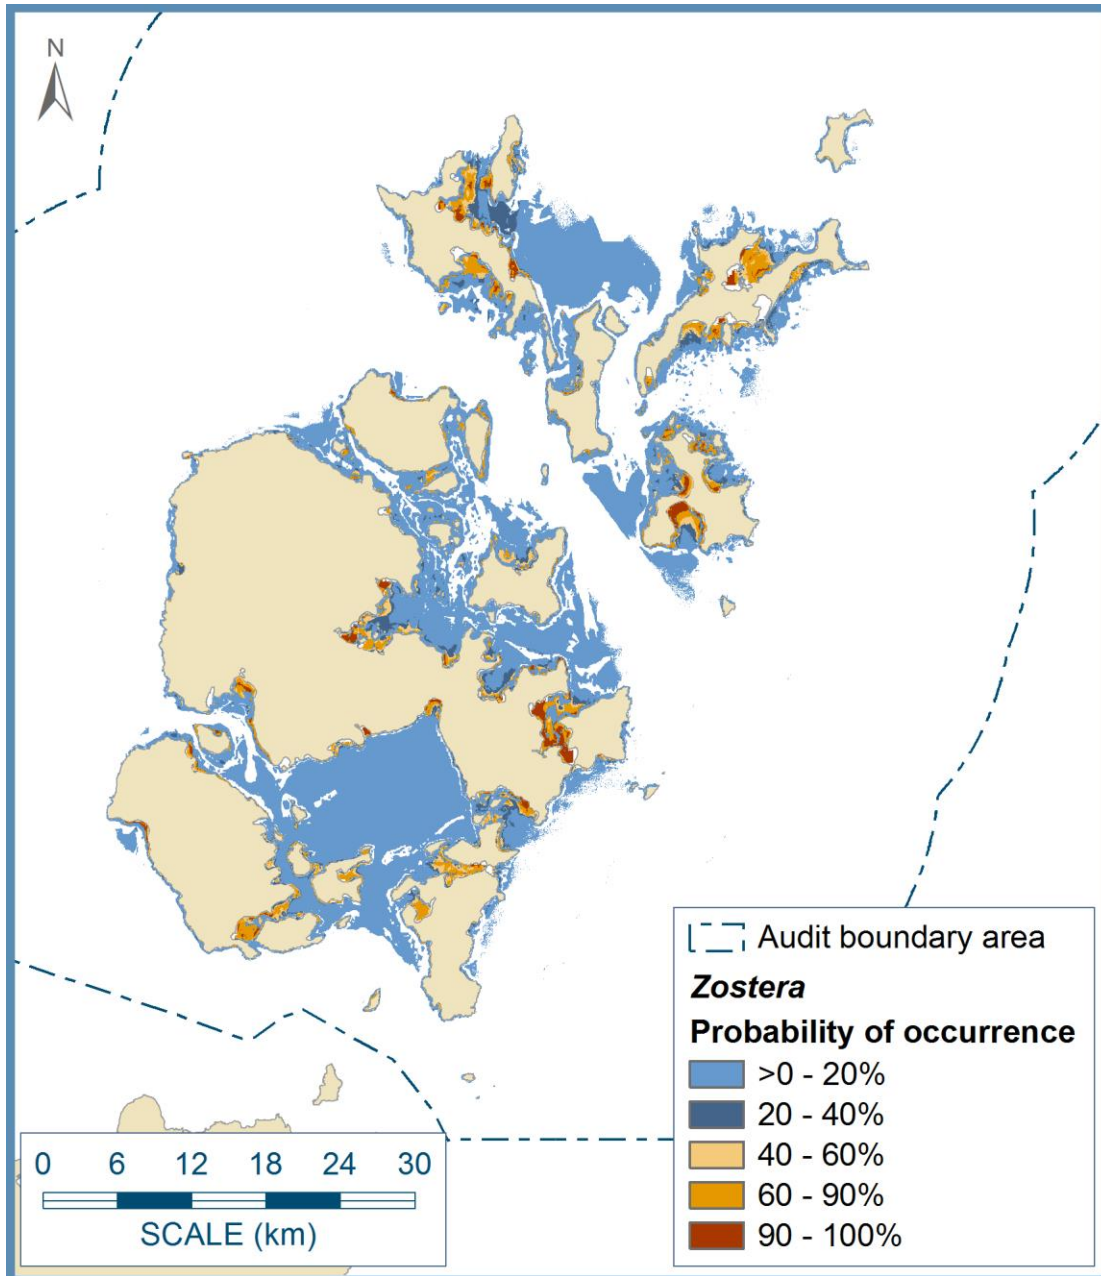 N
Audit boundary area
Zostera
Probability of occurrence
>0 - 20%
20 - 40%
40 - 60%
60 - 90%
90 - 100%
0 6 12 18 24 30
SCALE (km)